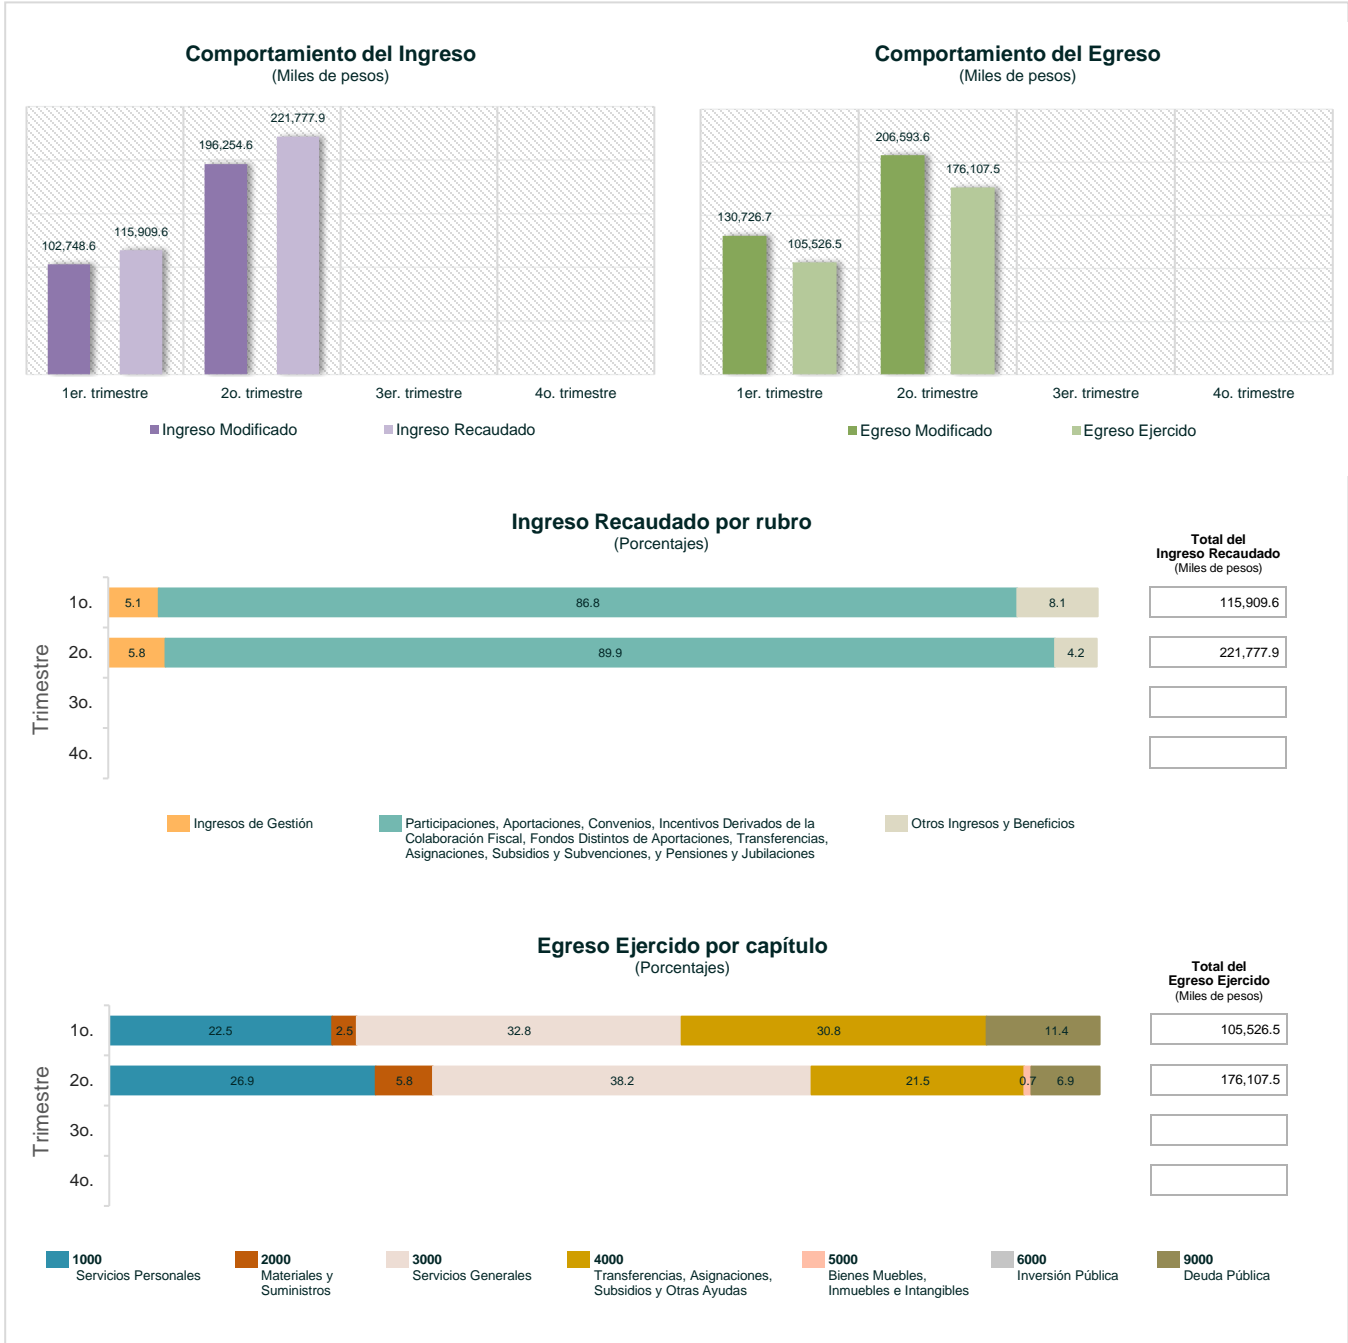 Comportamiento del Ingreso
(Miles de pesos)
221,777.9
196,254.6
115,909.6
102,748.6
1er. trimestre
2o. trimestre
3er. trimestre
4o. trimestre
Ingreso Modificado
Ingreso Recaudado
Comportamiento del Egreso
(Miles de pesos)
206,593.6
176,107.5
130,726.7
105,526.5
1er. trimestre
2o. trimestre
3er. trimestre
4o. trimestre
Egreso Modificado
Egreso Ejercido
Ingreso Recaudado por rubro
(Porcentajes)
Total del
Ingreso Recaudado
(Miles de pesos)
Trimestre
1o.
5.1
86.8
8.1
115,909.6
2o.
5.8
89.9
4.2
221,777.9
3o.
4o.
Ingresos de Gestión
Participaciones, Aportaciones, Convenios, Incentivos Derivados de la
Colaboración Fiscal, Fondos Distintos de Aportaciones, Transferencias,
Asignaciones, Subsidios y Subvenciones, y Pensiones y Jubilaciones
Otros Ingresos y Beneficios
Egreso Ejercido por capítulo
(Porcentajes)
Total del
Egreso Ejercido
(Miles de pesos)
Trimestre
1o.
22.5
2.5
32.8
30.8
11.4
105,526.5
2o.
26.9
5.8
38.2
21.5
0.7
6.9
176,107.5
3o.
4o.
1000
Servicios Personales
2000
Materiales y
Suministros
3000
Servicios Generales
4000
Transferencias, Asignaciones,
Subsidios y Otras Ayudas
5000
Bienes Muebles,
Inmuebles e Intangibles
6000
Inversión Pública
9000
Deuda Pública